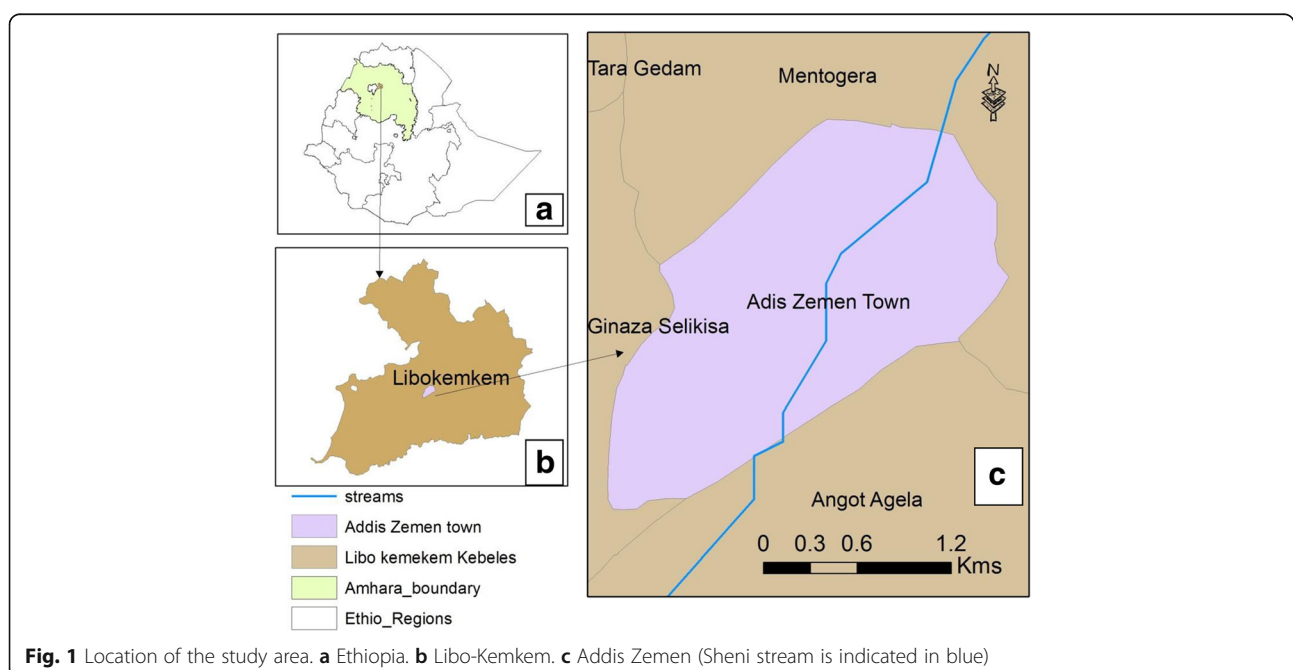 a
Libokemkem
b
streams
Addis Zemen town
Libo kemekem Kebeles
Amhara_boundary
Ethio_Regions
Tara Gedam
Mentogera
N
Adis Zemen Town
Ginaza Selikisa
c
Angot Agela
0 0.3 0.6 1.2
Kms
Fig. 1 Location of the study area. a Ethiopia. b Libo-Kemkem. c Addis Zemen (Sheni stream is indicated in blue)